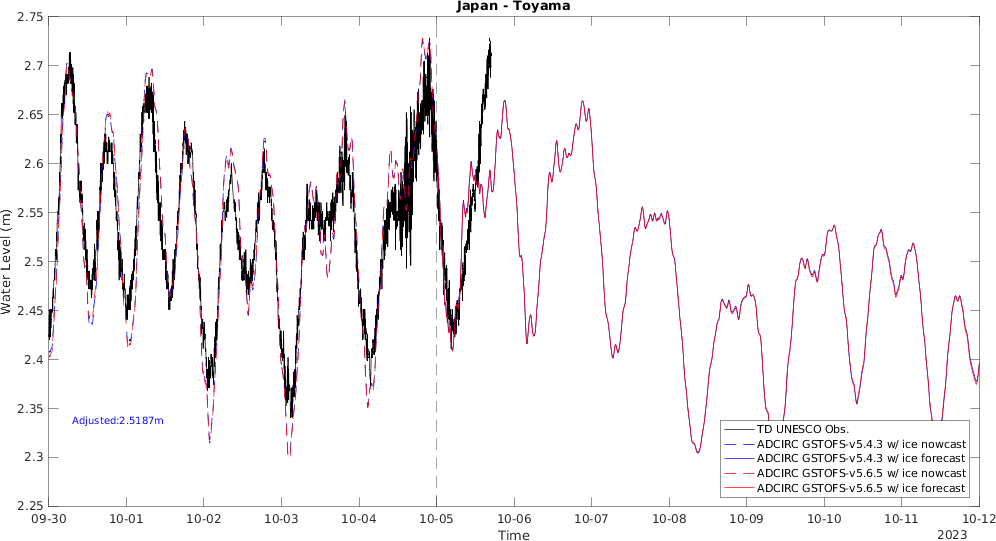 Japan - Toyama
Water Level (m)
2.75
2.7
2.65
2.6
2.55
2.5
2.45
2.4
2.35
2.3
2.25
Adjusted:2.5187m
TD UNESCO Obs.
ADCIRC GSTOFS-v5.4.3 w/ ice nowcast
ADCIRC GSTOFS-v5.4.3 w/ ice forecast
ADCIRC GSTOFS-v5.6.5 w/ ice nowcast
ADCIRC GSTOFS-v5.6.5 w/ ice forecast
09-30 10-01 10-02 10-03 10-04 10-05 10-06 10-07 10-08 10-09 10-10 10-11 10-12
Time
2023